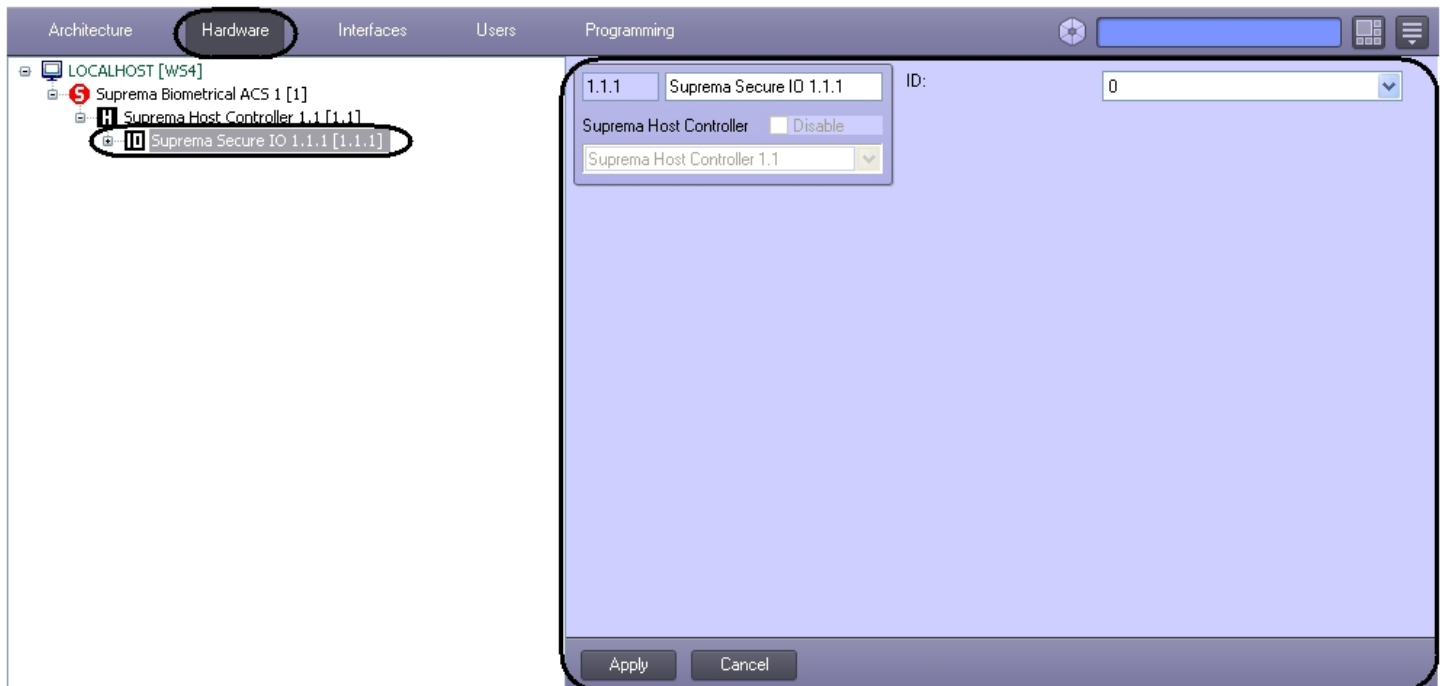 Architecture Hardware Interfaces Users Programming
LOCALHOST [WS4]
Suprema Biometrical ACS 1 [1]
Suprema Host Controller 1.1 [1.1]
Suprema Secure IO 1.1.1 [1.1.1]
1.1.1 Suprema Secure IO 1.1.1
Suprema Host Controller Disable
Suprema Host Controller 1.1
ID: 0
Apply Cancel